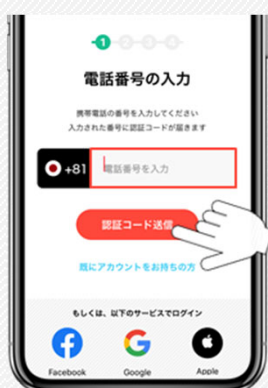 1
電話番号の入力
携帯電話の番号を入力してください
入力された番号に認証コードが届きます
+81 電話番号を入力
認証コード送信
既にアカウントをお持ちの方
もしくは、以下のサービスでログイン
Facebook Google Apple